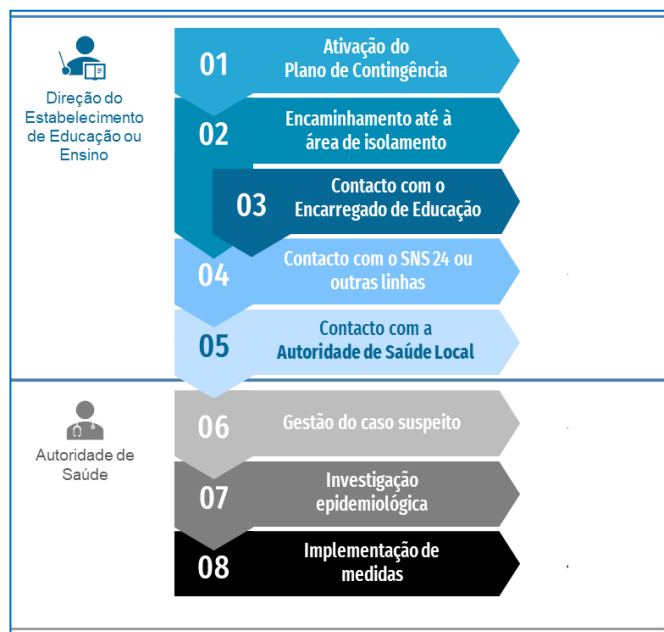 Direção do
Estabelecimento
de Educação ou
Ensino
01
Ativação do
Plano de Contingência
02
Encaminhamento até à
área de isolamento
03
Contacto com o
Encarregado de Educação
04
Contacto com o SNS 24 ou
outras linhas
05
Contacto com a
Autoridade de Saúde Local
Autoridade de
Saúde
06
Gestão do caso suspeito
07
Investigação
epidemiológica
08
Implementação de
medidas